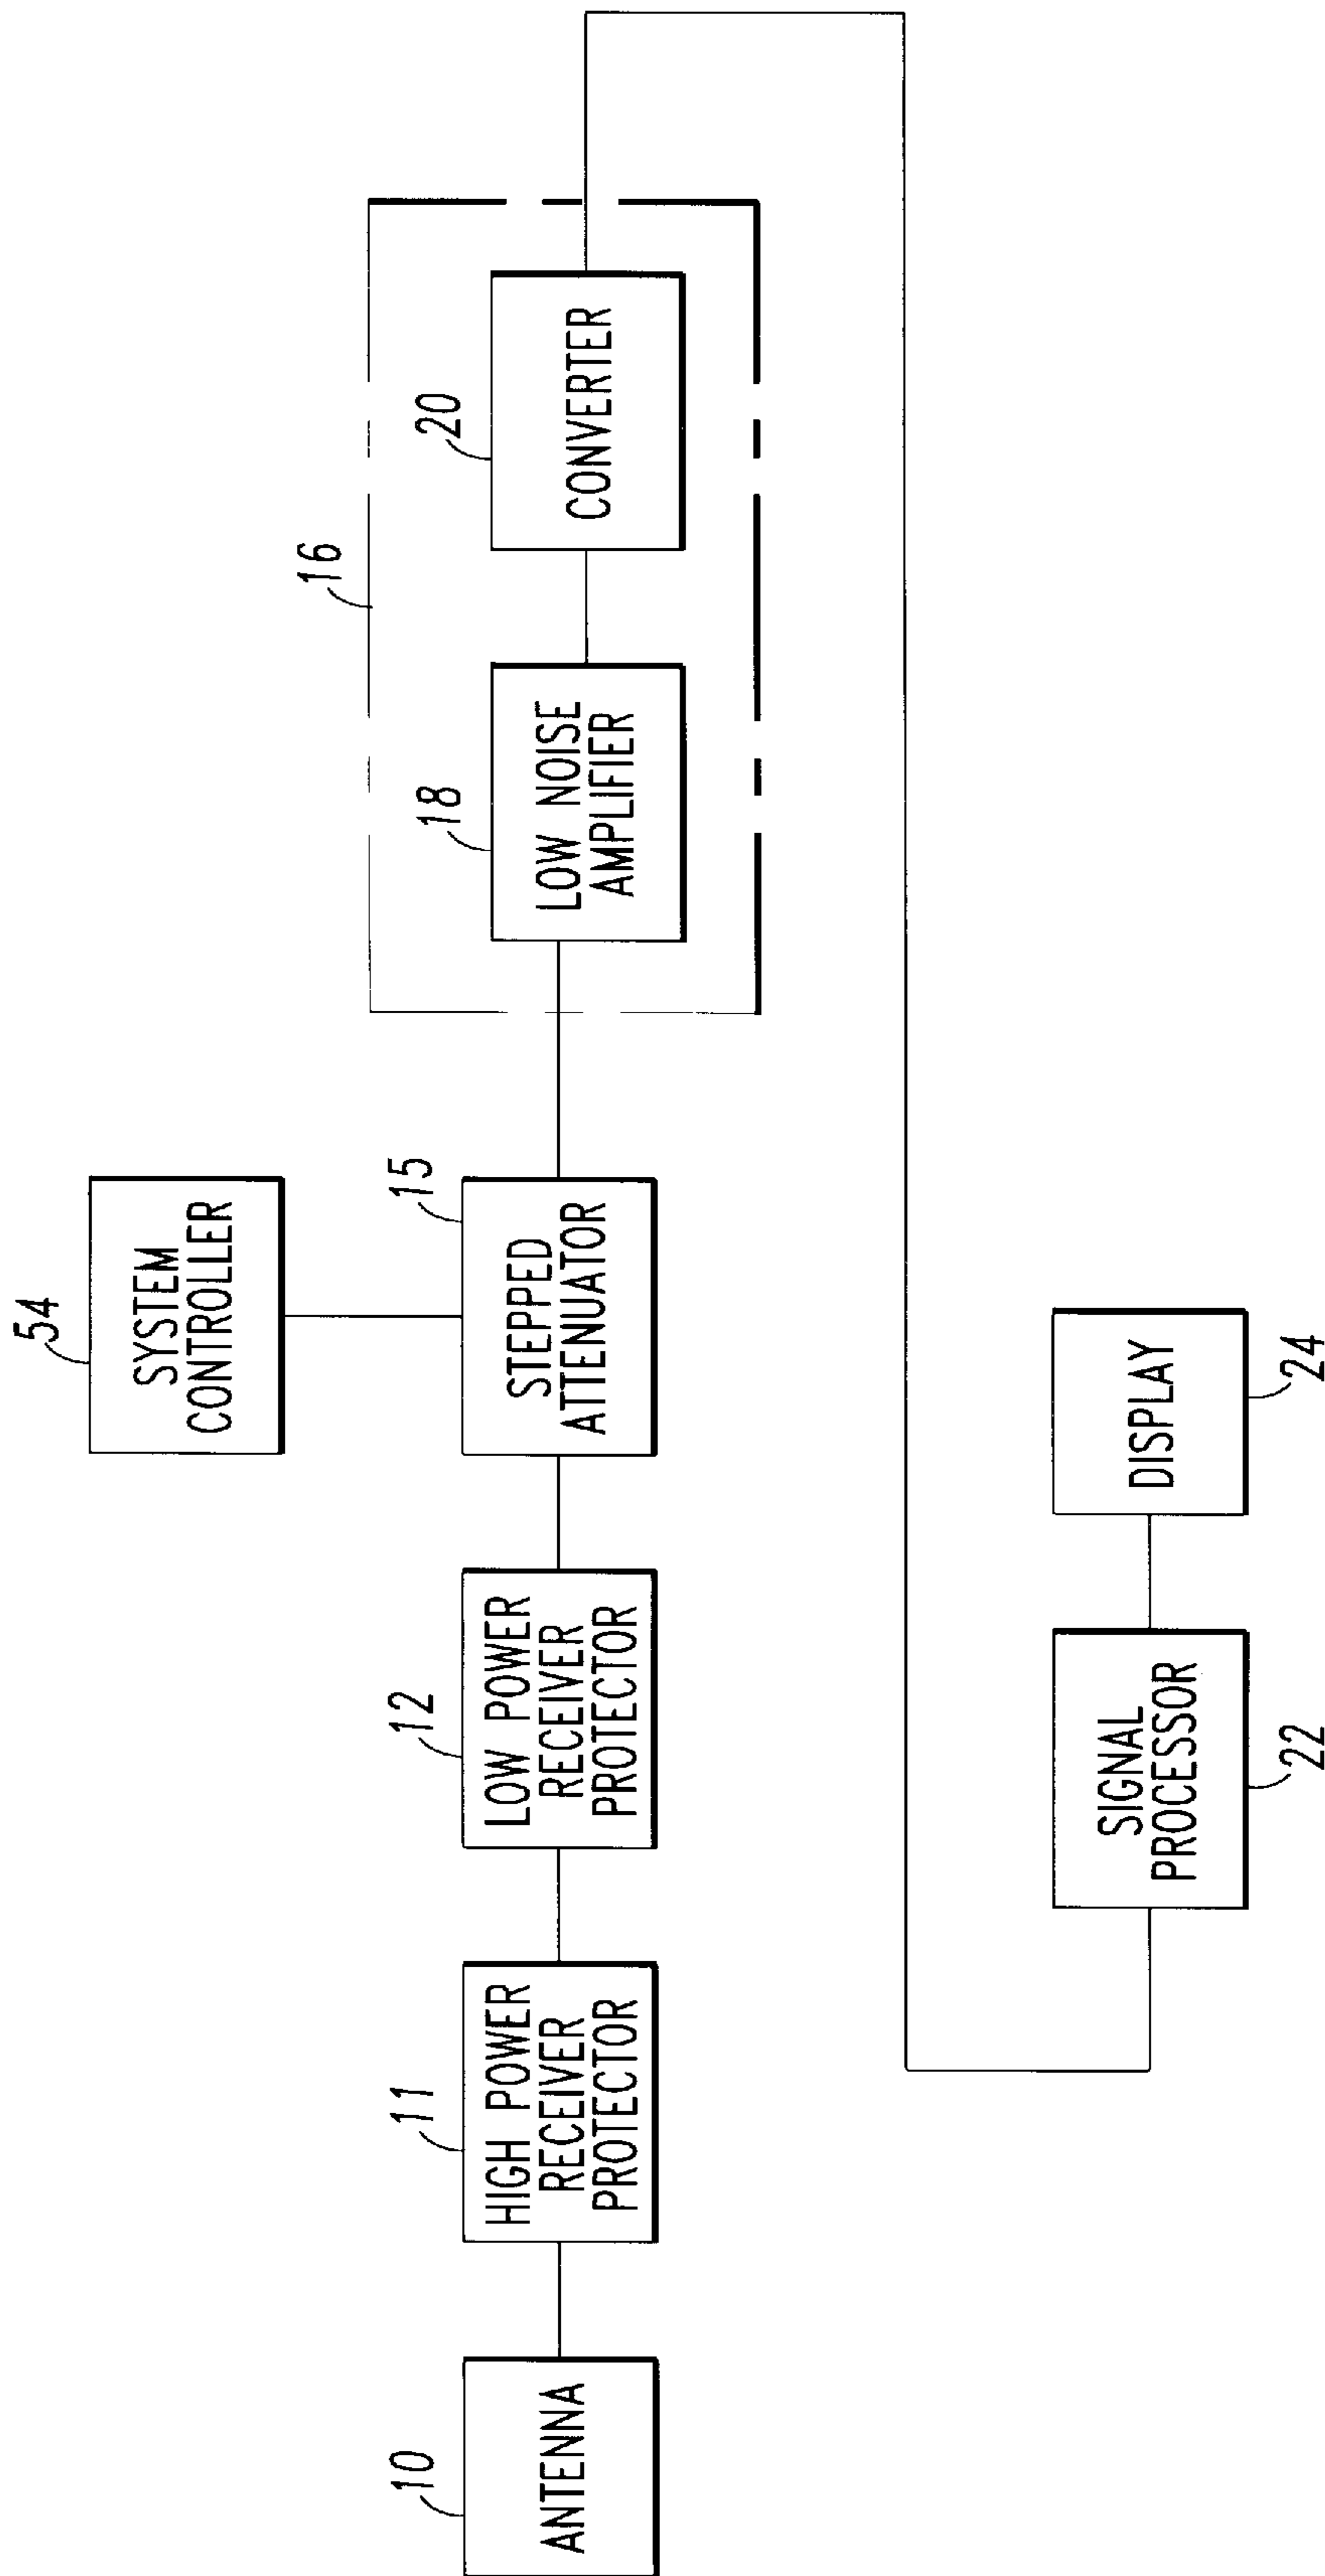 54
SYSTEM
CONTROLLER
16
10
ANTENNA
11
HIGH POWER
RECEIVER
PROTECTOR
12
LOW POWER
RECEIVER
PROTECTOR
15
STEPPED
ATTENUATOR
18
LOW NOISE
AMPLIFIER
20
CONVERTER
SIGNAL
PROCESSOR
22
DISPLAY
24